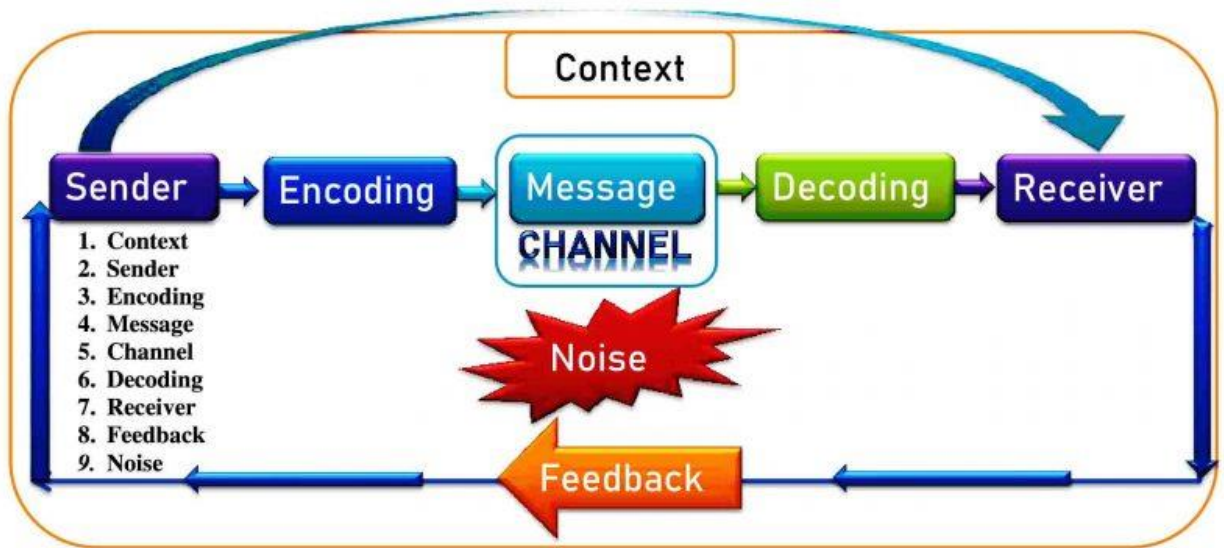 Context
Sender
Encoding
Message
Decoding
Receiver
CHANNEL
1. Context
2. Sender
3. Encoding
4. Message
5. Channel
6. Decoding
7. Receiver
8. Feedback
9. Noise
Noise
Feedback